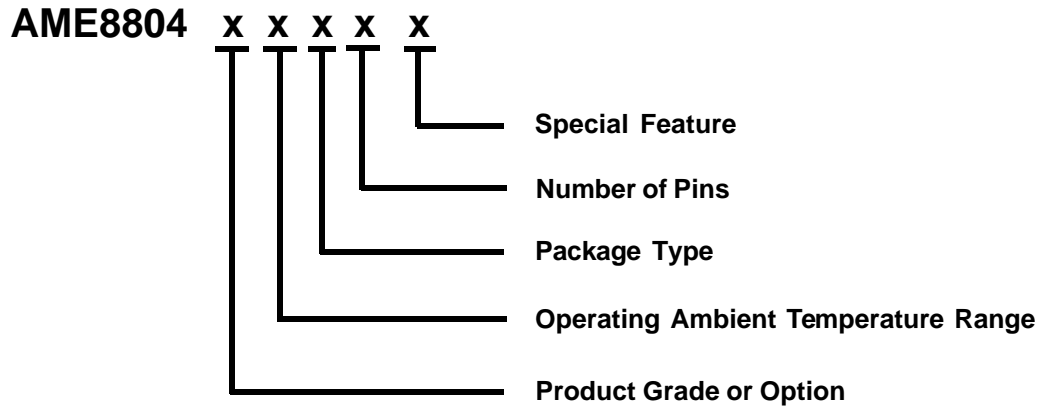 AME8804 x x x x x
Special Feature
Number of Pins
Package Type
Operating Ambient Temperature Range
Product Grade or Option